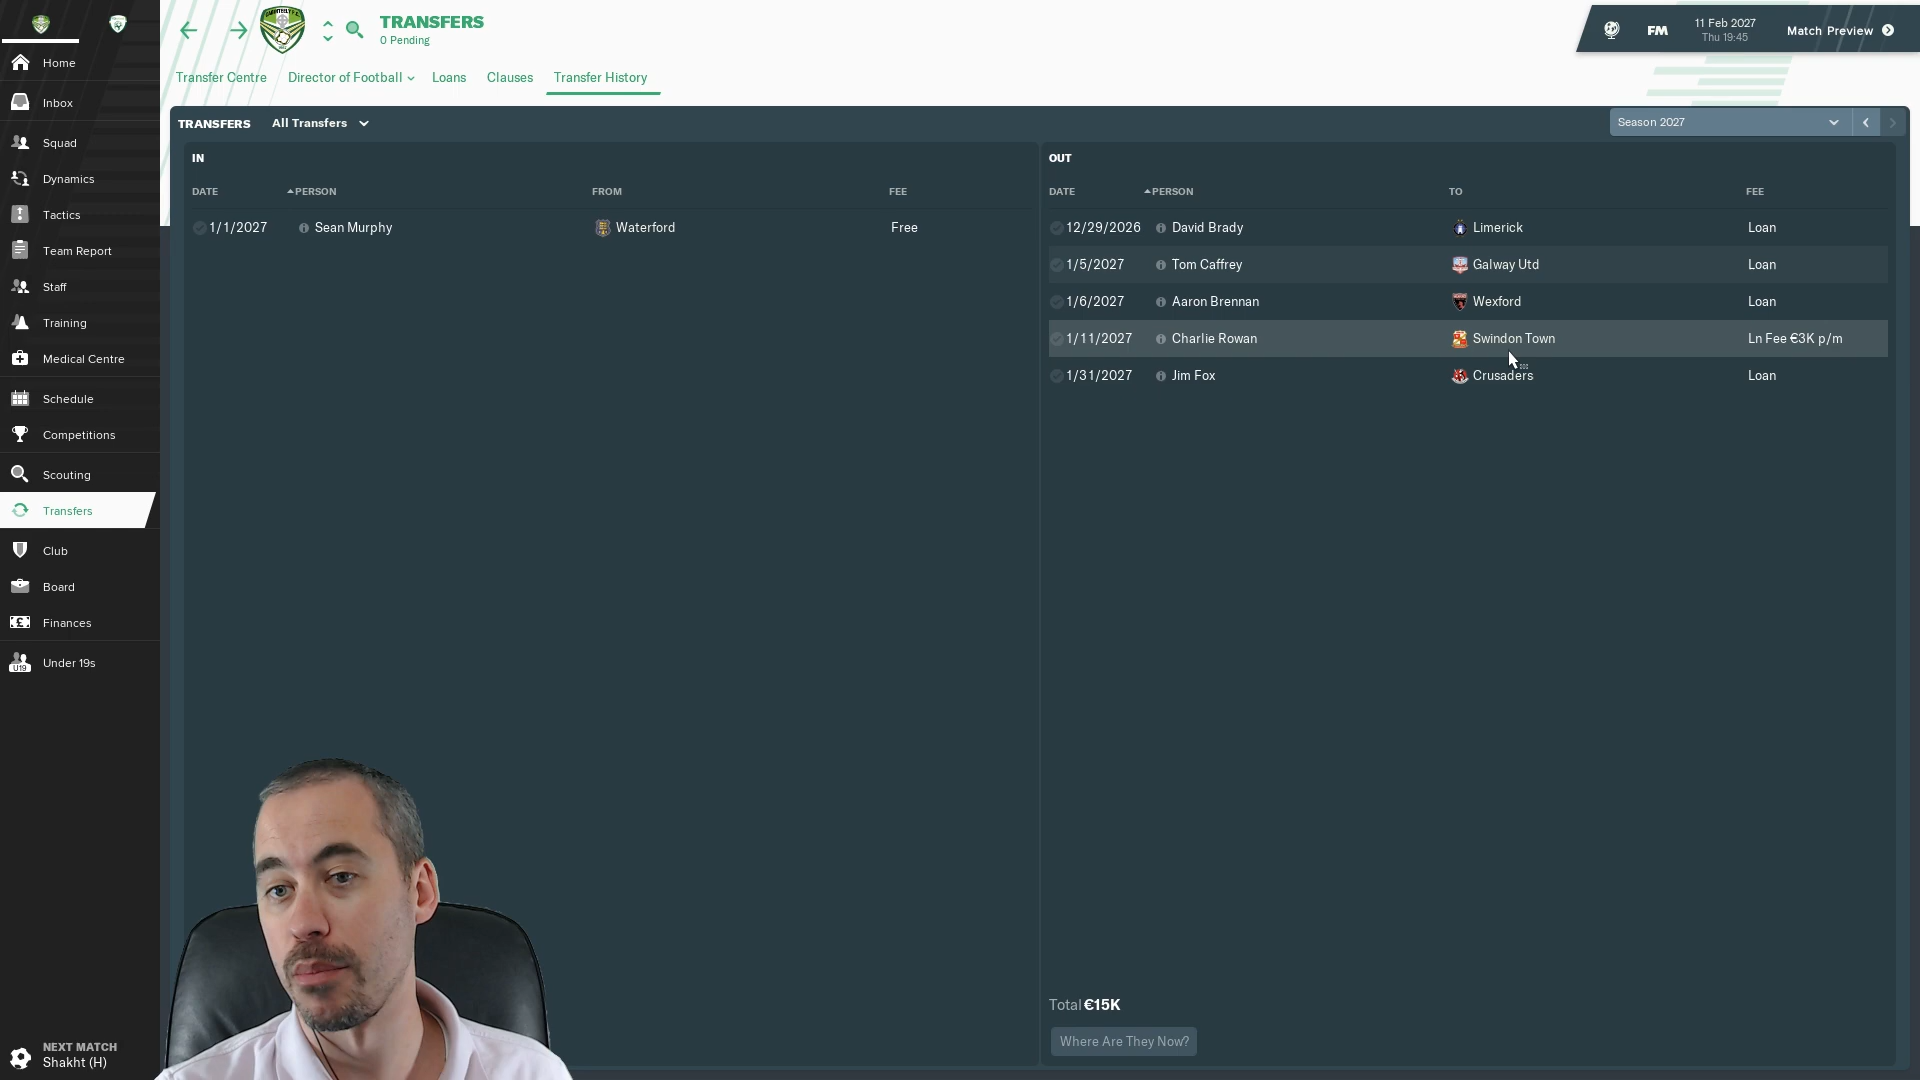 TRANSFERS
0 Pending
FM
11 Feb 2027
Thu 19:45
Match Preview
Transfer Centre
Director of Football
Loans
Clauses
Transfer History
Home
Inbox
Squad
Dynamics
Tactics
Team Report
Staff
Training
Medical Centre
Schedule
Competitions
Scouting
Transfers
Club
Board
Finances
U19
Under 19s
NEXT MATCH
Shakht (H)
TRANSFERS All Transfers
Season 2027
IN
DATE PERSON FROM FEE
1/1/2027 Sean Murphy Waterford Free
OUT
DATE PERSON TO FEE
12/29/2026 David Brady Limerick Loan
1/5/2027 Tom Caffrey Galway Utd Loan
1/6/2027 Aaron Brennan Wexford Loan
1/11/2027 Charlie Rowan Swindon Town Ln Fee €3K p/m
1/31/2027 Jim Fox Crusaders Loan
Total €15K
Where Are They Now?